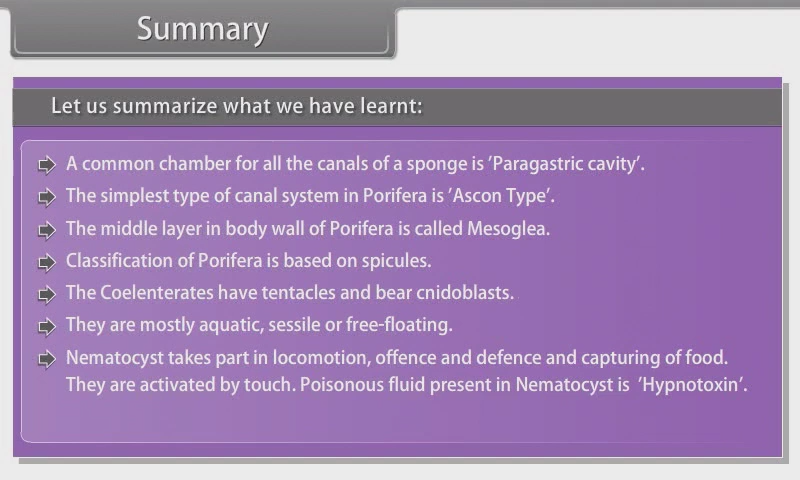 Summary
Let us summarize what we have learnt:
A common chamber for all the canals of a sponge is 'Paragastric cavity'.
The simplest type of canal system in Porifera is 'Ascon Type'.
The middle layer in body wall of Porifera is called Mesoglea.
Classification of Porifera is based on spicules.
The Coelenterates have tentacles and bear cnidoblasts.
They are mostly aquatic, sessile or free-floating.
Nematocyst takes part in locomotion, offence and defence and capturing of food.
They are activated by touch. Poisonous fluid present in Nematocyst is 'Hypnotoxin'.